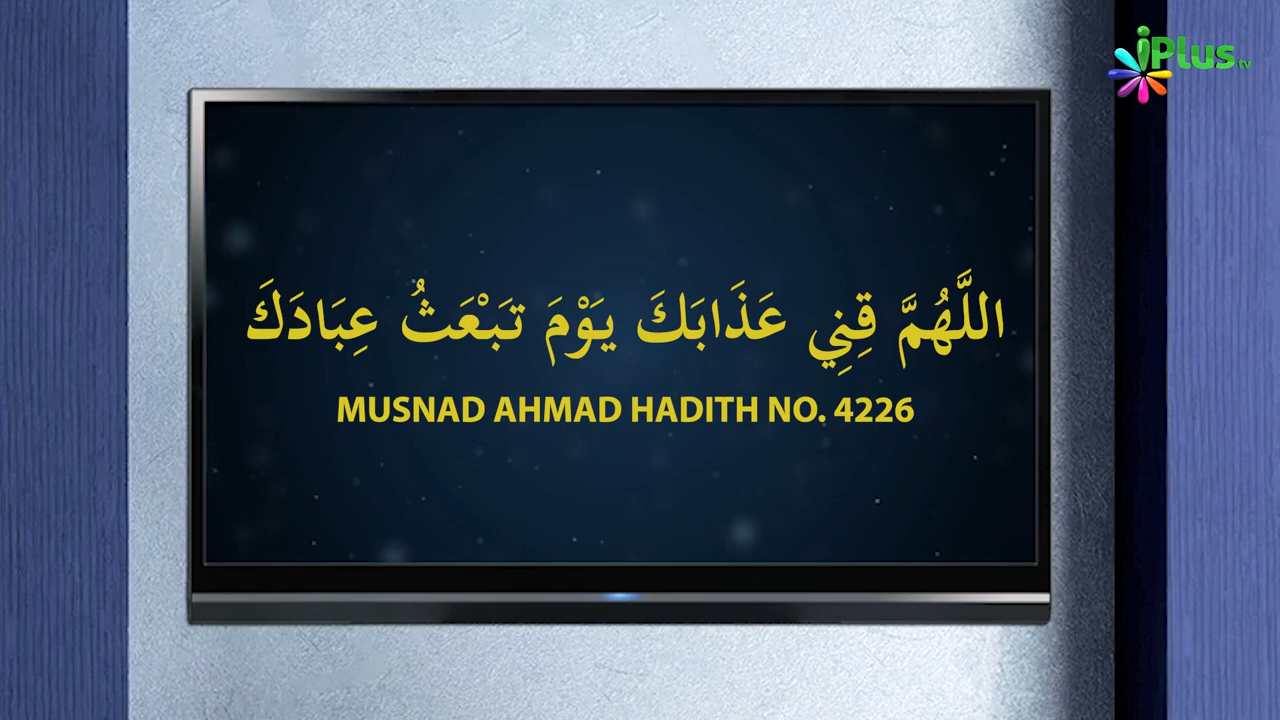 iPlus tv
اللَّهُمَّ قِنِي عَذَابَكَ يَوْمَ تَبْعَثُ عِبَادَكَ
MUSNAD AHMAD HADITH NO. 4226